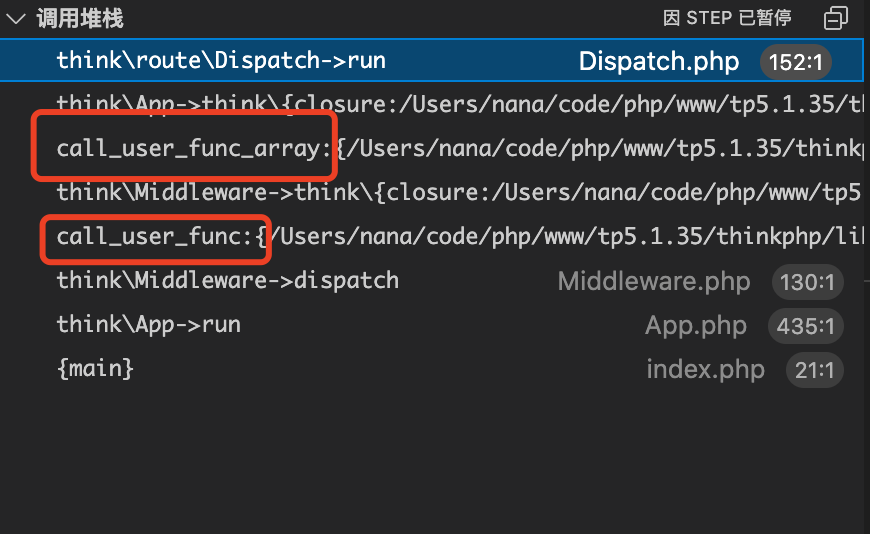 调用堆栈 因 STEP 已暂停
think\route\Dispatch->run Dispatch.php 152:1
think\App->think\{closure:/Users/nana/code/php/www/tp5.1.35/th
call_user_func_array:{/Users/nana/code/php/www/tp5.1.35/think
think\Middleware->think\{closure:/Users/nana/code/php/www/tp5
call_user_func:{/Users/nana/code/php/www/tp5.1.35/thinkphp/li
think\Middleware->dispatch Middleware.php 130:1
think\App->run App.php 435:1
{main} index.php 21:1